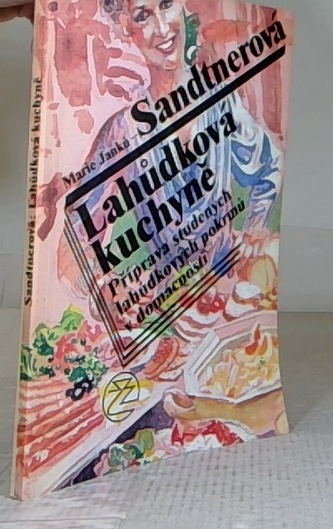 Marie Janků-
Sandtnerová
Lahůdková
kuchyně
Příprava studených
lahůdkových pokrmů
v domácnosti
Sandtnerová: Lahůdková kuchyně